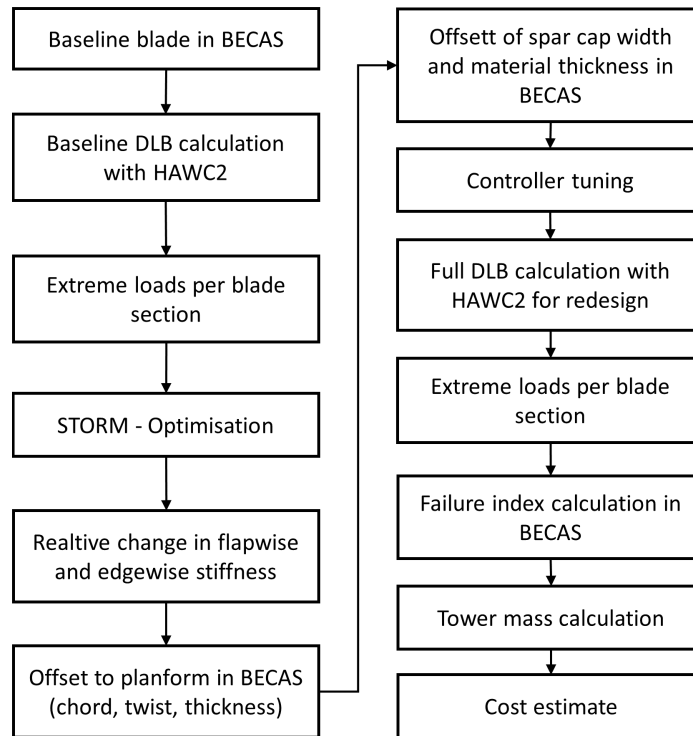 Baseline blade in BECAS
Baseline DLB calculation
with HAWC2
Extreme loads per blade
section
STORM - Optimisation
Realtive change in flapwise
and edgewise stiffness
Offset to planform in BECAS
(chord, twist, thickness)
Offsett of spar cap width
and material thickness in
BECAS
Controller tuning
Full DLB calculation with
HAWC2 for redesign
Extreme loads per blade
section
Failure index calculation in
BECAS
Tower mass calculation
Cost estimate